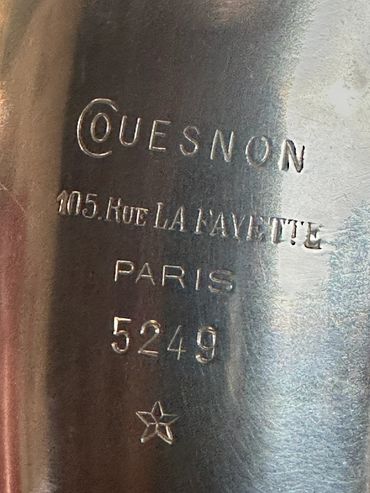 COUESNON
105. RUE LA FAYETTE
PARIS
5249